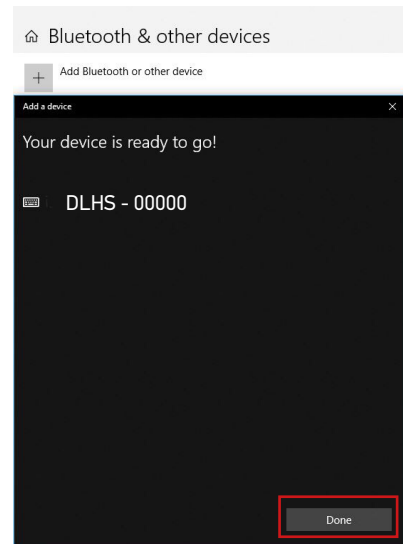 Bluetooth & other devices
Add Bluetooth or other device
Add a device
Your device is ready to go!
DLHS - 00000
Done